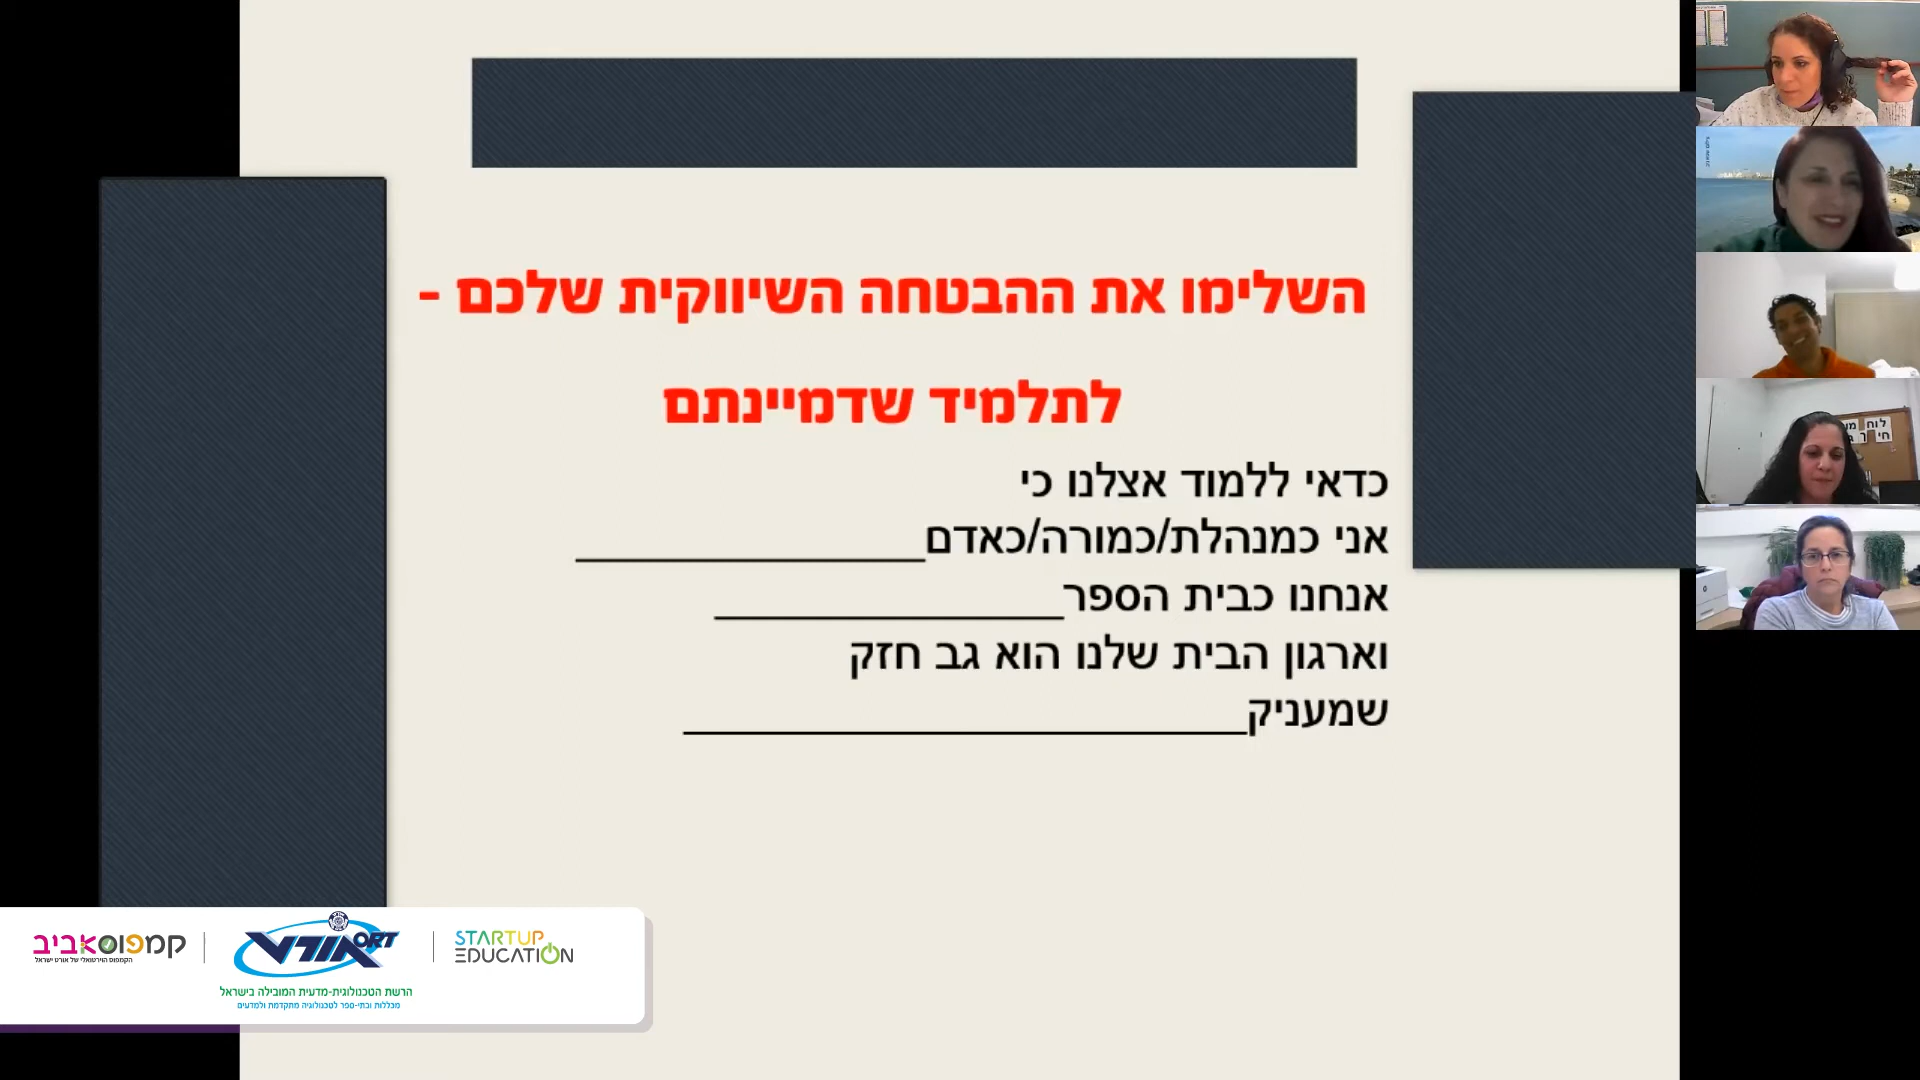 השלימו את ההבטחה השיווקית שלכם -
לתלמיד שדמיינתם
כדאי ללמוד אצלנו כי
אני כמנהלת/כמורה/כאדם_______________
אנחנו כבית הספר_______________
וארגון הבית שלנו הוא גב חזק
שמעניק________________________
קמפוסאביב
הקמפוס הוירטואלי של אורט ישראל
אורט ORT
הרשת הטכנולוגית-מדעית המובילה בישראל
מכללות ובתי-ספר לטכנולוגיה מתקדמת ולמדעים
STARTUP
EDUCATION
לוח